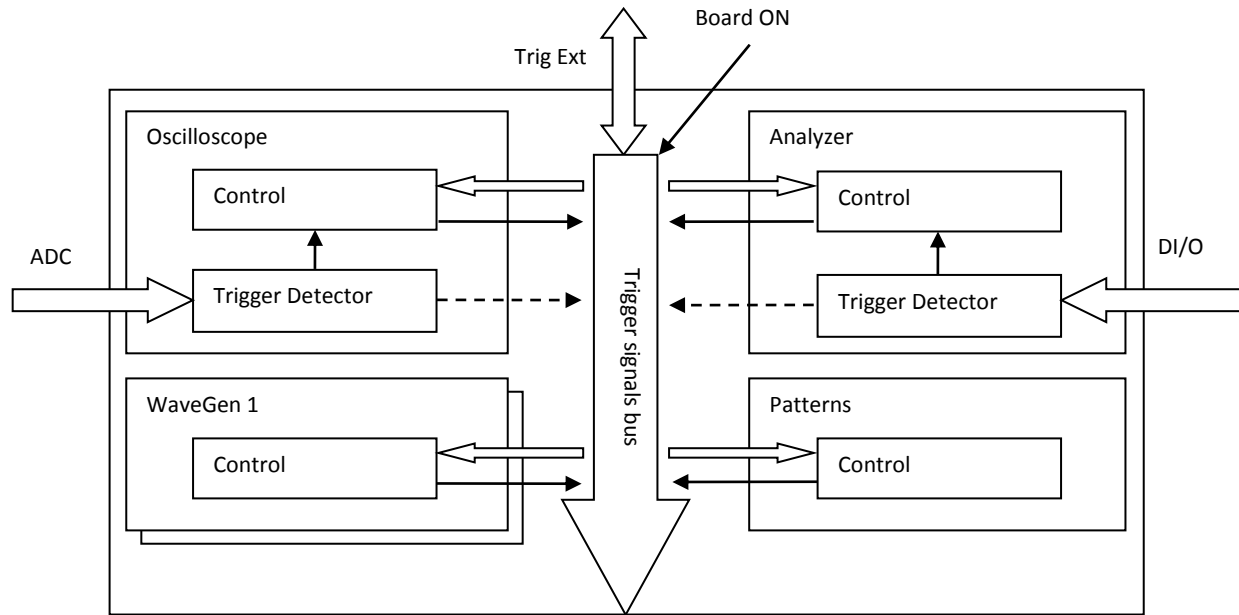 Board ON
Trig Ext
Oscilloscope
Analyzer
Control
Control
ADC
DI/O
Trigger Detector
Trigger Detector
Trigger signals bus
WaveGen 1
Patterns
Control
Control